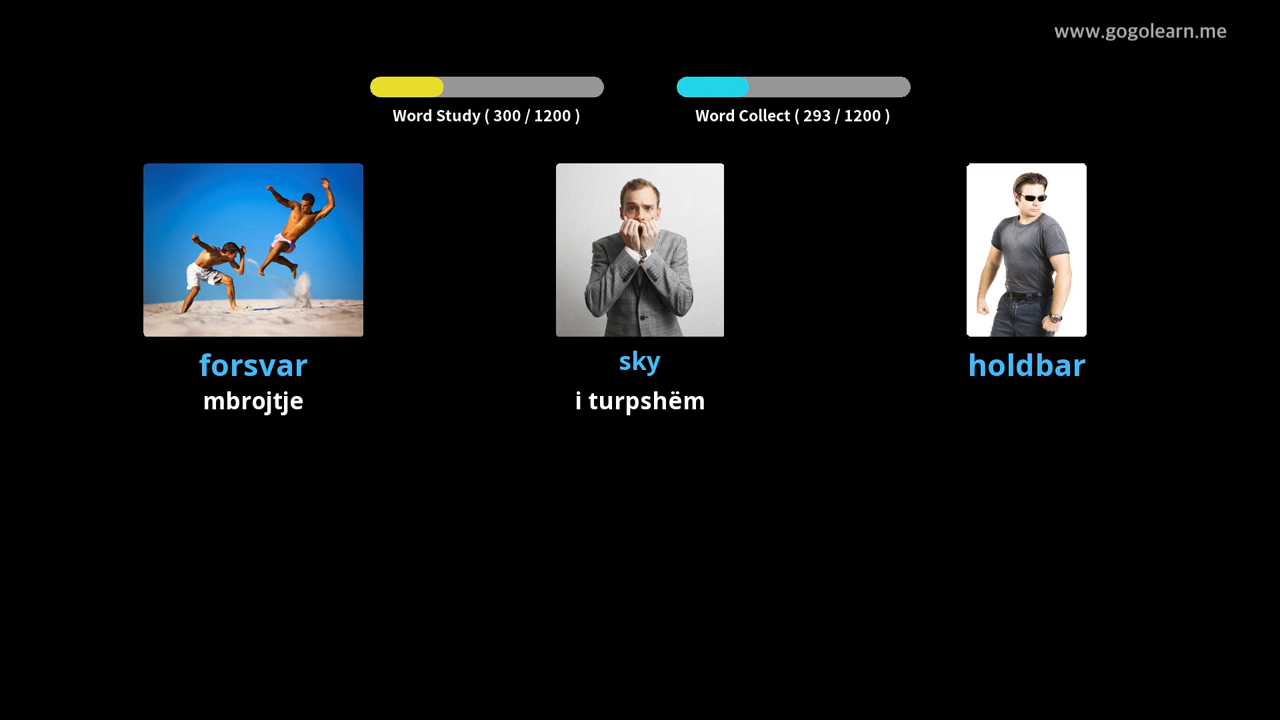 www.gogolearn.me
Word Study ( 300 / 1200 )
Word Collect ( 293 / 1200 )
forsvar
mbrojtje
sky
i turpshëm
holdbar